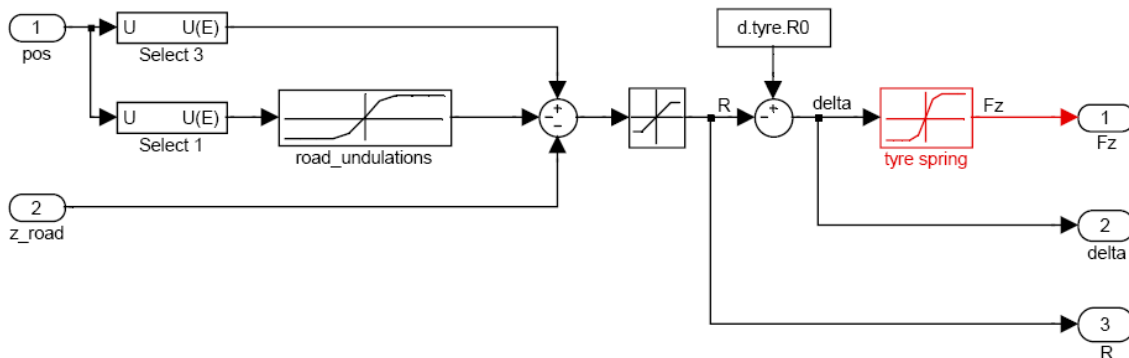 1
pos
U U(E)
Select 3
U U(E)
Select 1
road_undulations
2
z_road
+
−
−
R
d.tyre.R0
+
−
delta
Fz
tyre spring
1
Fz
2
delta
3
R